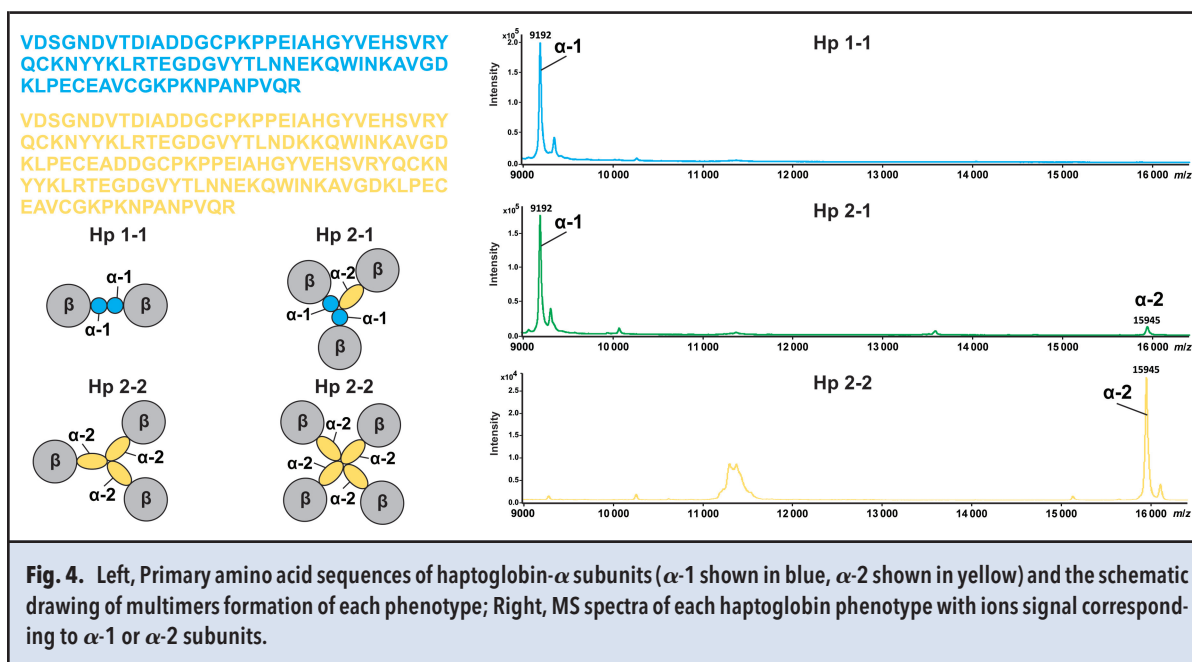 VDSGNDVTDIADDGCPKPPEIAHGYVEHSVRY
QCKNYYKLRTEGDGVYTLNNEKQWINKAVGD
KLPECEAVCGKPKNPANPVQR
VDSGNDVTDIADDGCPKPPEIAHGYVEHSVRY
QCKNYYKLRTEGDGVYTLNDKKQWINKAVGD
KLPECEADDGCPKPPEIAHGYVEHSVRYQCKN
YYKLRTEGDGVYTLNNEKQWINKAVGDKLPEC
EAVCGKPKNPANPVQR
Hp 1-1
α-1
β
β
α-1
Hp 2-1
β
α-2
β
α-1
α-1
β
Hp 2-2
β
α-2
β
α-2
α-2
β
Hp 2-2
β
β
α-2
α-2
α-2
α-2
β
β
Hp 1-1
x10⁵
9192
α-1
Intensity
2.0
1.5
1.0
0.5
0.0
9000 10 000 11 000 12 000 13 000 14 000 15 000 16 000 m/z
Hp 2-1
x10⁵
9192
α-1
Intensity
1.5
1.0
0.5
0.0
α-2
15945
9000 10 000 11 000 12 000 13 000 14 000 15 000 16 000 m/z
Hp 2-2
x10⁴
15945
α-2
Intensity
2.5
2.0
1.5
1.0
0.5
0.0
9000 10 000 11 000 12 000 13 000 14 000 15 000 16 000 m/z
Fig. 4. Left, Primary amino acid sequences of haptoglobin-α subunits (α-1 shown in blue, α-2 shown in yellow) and the schematic
drawing of multimers formation of each phenotype; Right, MS spectra of each haptoglobin phenotype with ions signal correspond-
ing to α-1 or α-2 subunits.